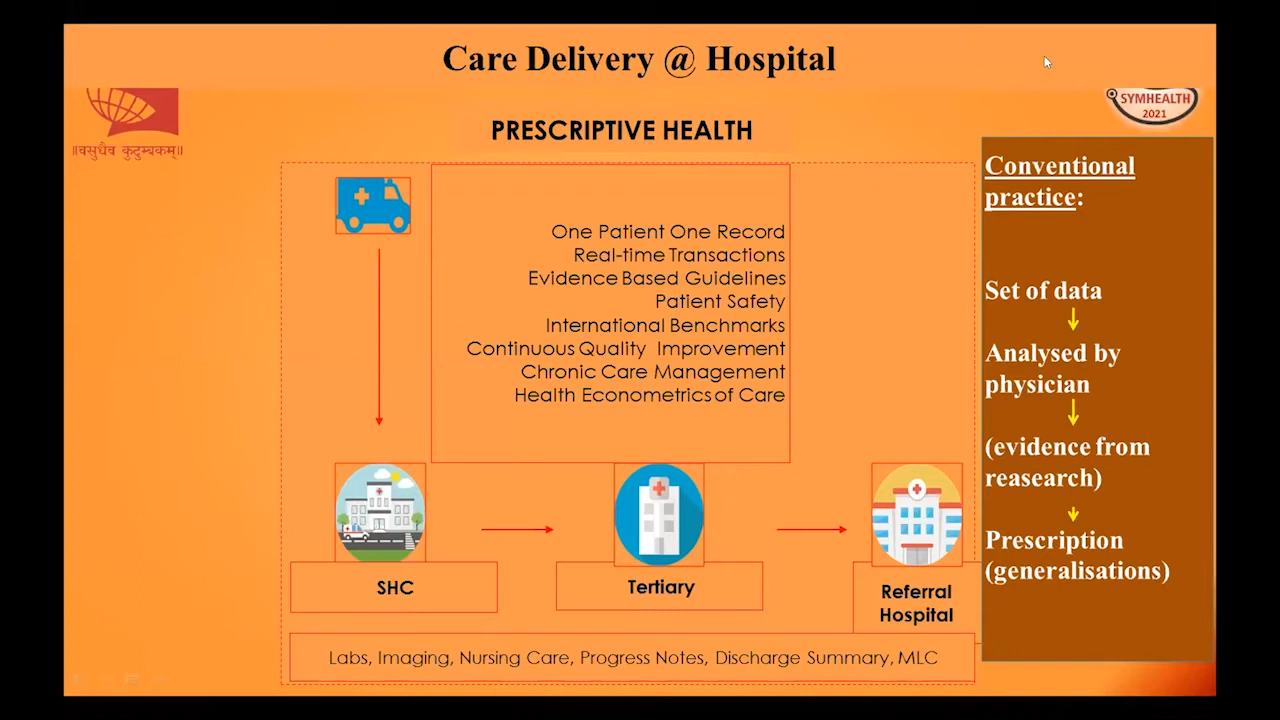 Care Delivery @ Hospital
॥वसुधैव कुटुम्बकम्॥
SYMHEALTH
2021
PRESCRIPTIVE HEALTH
One Patient One Record
Real-time Transactions
Evidence Based Guidelines
Patient Safety
International Benchmarks
Continuous Quality Improvement
Chronic Care Management
Health Econometrics of Care
SHC
Tertiary
Referral
Hospital
Labs, Imaging, Nursing Care, Progress Notes, Discharge Summary, MLC
Conventional
practice:
Set of data
Analysed by
physician
(evidence from
reasearch)
Prescription
(generalisations)